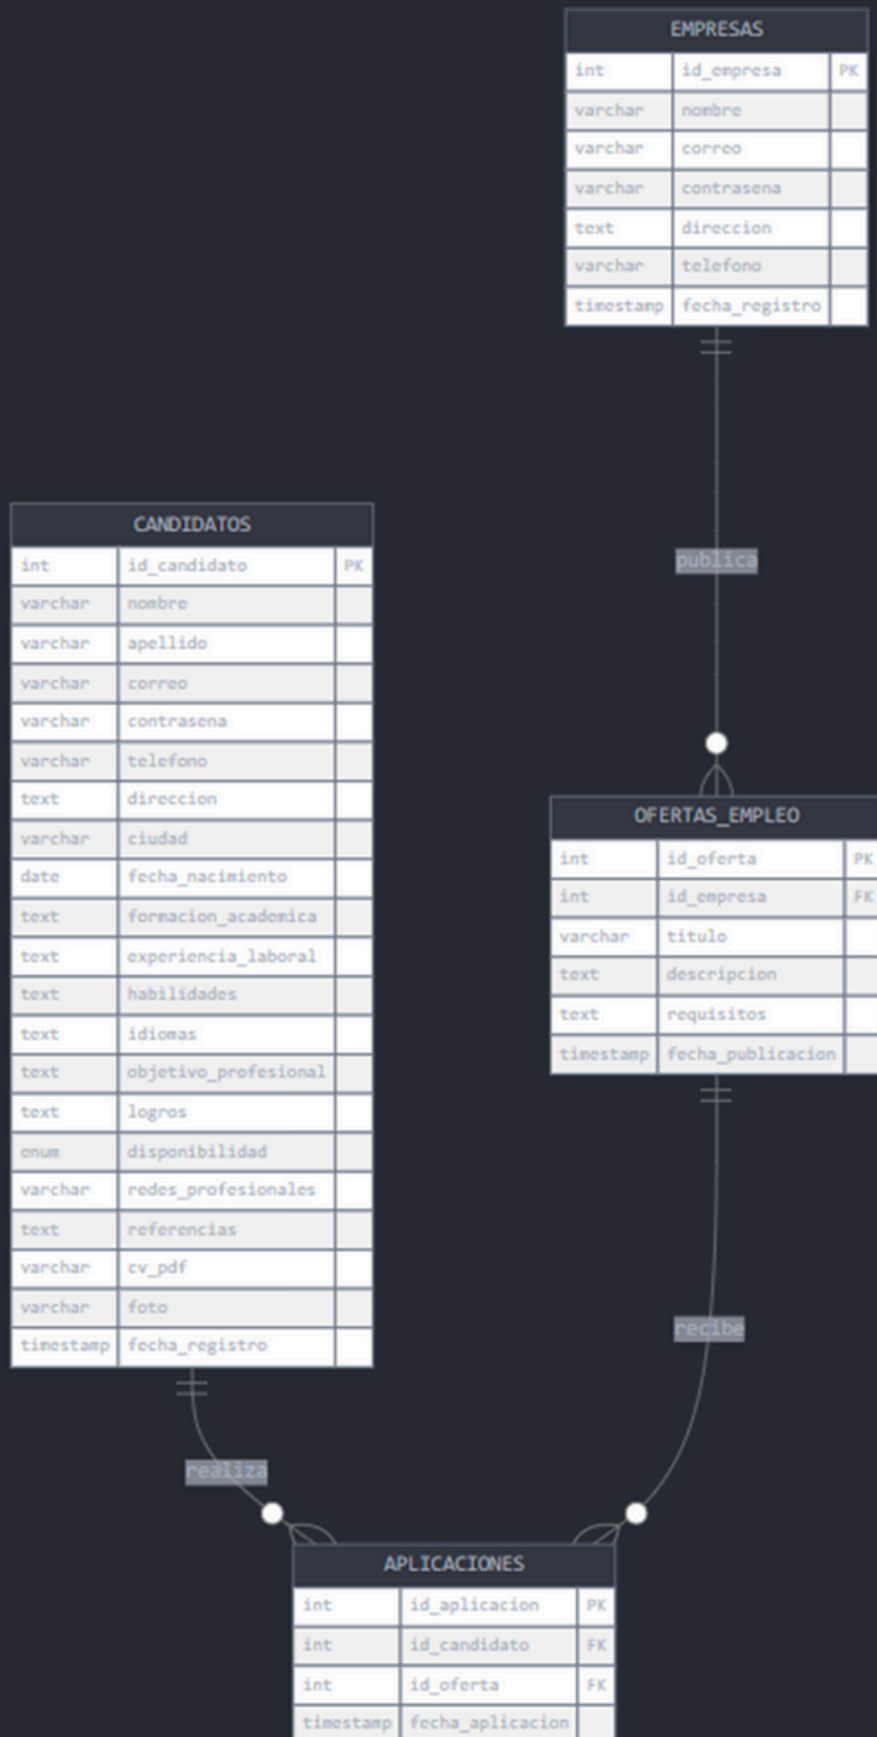 EMPRESAS
int id_empresa PK
varchar nombre
varchar correo
varchar contrasena
text direccion
varchar telefono
timestamp fecha_registro
publica
CANDIDATOS
int id_candidato PK
varchar nombre
varchar apellido
varchar correo
varchar contrasena
varchar telefono
text direccion
varchar ciudad
date fecha_nacimiento
text formacion_academica
text experiencia_laboral
text habilidades
text idiomas
text objetivo_profesional
text logros
enum disponibilidad
varchar redes_profesionales
text referencias
varchar cv_pdf
varchar foto
timestamp fecha_registro
OFERTAS_EMPLEO
int id_oferta PK
int id_empresa FK
varchar titulo
text descripcion
text requisitos
timestamp fecha_publicacion
recibe
realiza
APLICACIONES
int id_aplicacion PK
int id_candidato FK
int id_oferta FK
timestamp fecha_aplicacion